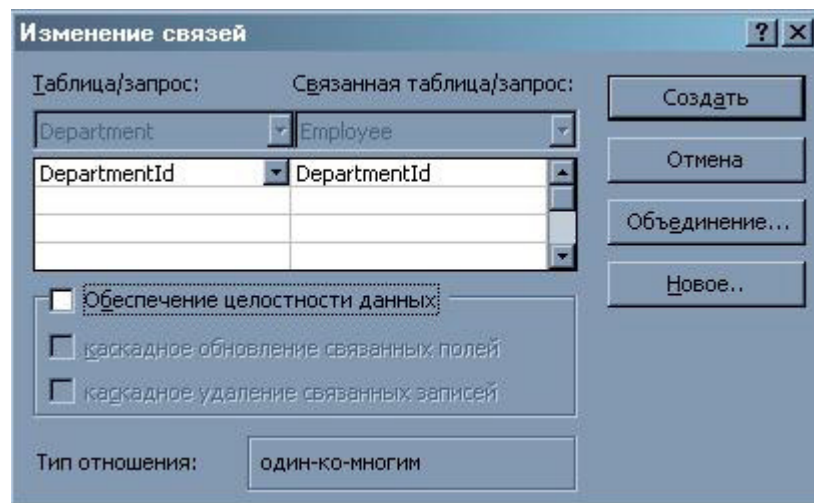 Изменение связей
Таблица/запрос: Связанная таблица/запрос:
Создать
Department Employee
Отмена
DepartmentId DepartmentId
Объединение...
Новое..
Обеспечение целостности данных
каскадное обновление связанных полей
каскадное удаление связанных записей
Тип отношения: один-ко-многим